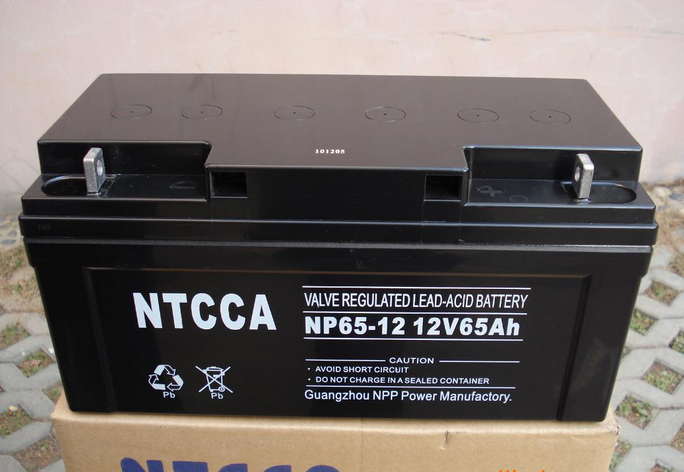 101205
NTCCA
VALVE REGULATED LEAD-ACID BATTERY
NP65-12 12V65Ah
CAUTION
• AVOID SHORT CIRCUIT
• DO NOT CHARGE IN A SEALED CONTAINER
Guangzhou NPP Power Manufactory.
Pb
Pb
NTCCA